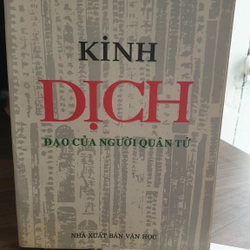 KINH
DỊCH
ĐẠO CỦA NGƯỜI QUÂN TỬ
NHÀ XUẤT BẢN VĂN HỌC